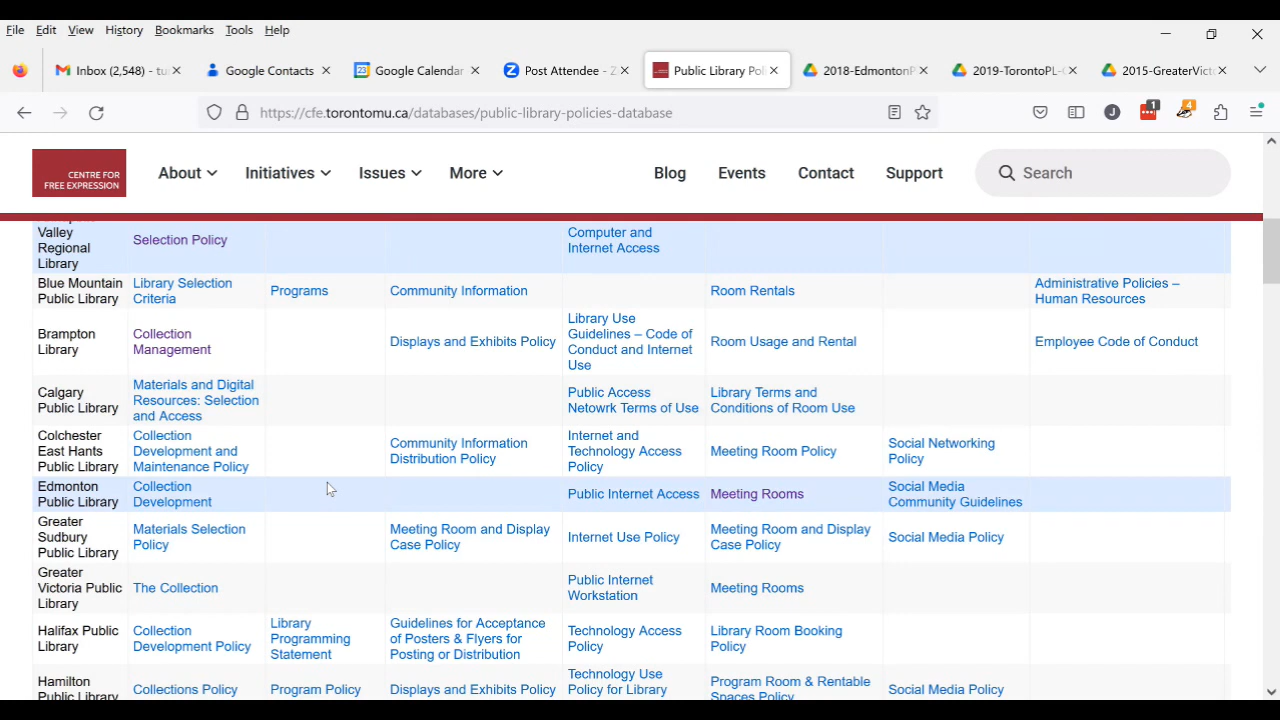 File Edit View History Bookmarks Tools Help
Inbox (2,548) - tu
Google Contacts
Google Calendar
Post Attendee - Z
Public Library Pol
2018-EdmontonP
2019-TorontoPL-
2015-GreaterVict
https://cfe.torontomu.ca/databases/public-library-policies-database
J
1
4
CENTRE FOR
FREE EXPRESSION
About Initiatives Issues More Blog Events Contact Support Search
Valley
Regional
Library
Selection Policy
Computer and
Internet Access
Blue Mountain
Public Library
Library Selection
Criteria
Programs
Community Information
Room Rentals
Administrative Policies –
Human Resources
Brampton
Library
Collection
Management
Displays and Exhibits Policy
Library Use
Guidelines – Code of
Conduct and Internet
Use
Room Usage and Rental
Employee Code of Conduct
Calgary
Public Library
Materials and Digital
Resources: Selection
and Access
Public Access
Netowrk Terms of Use
Library Terms and
Conditions of Room Use
Colchester
East Hants
Public Library
Collection
Development and
Maintenance Policy
Community Information
Distribution Policy
Internet and
Technology Access
Policy
Meeting Room Policy
Social Networking
Policy
Edmonton
Public Library
Collection
Development
Public Internet Access
Meeting Rooms
Social Media
Community Guidelines
Greater
Sudbury
Public Library
Materials Selection
Policy
Meeting Room and Display
Case Policy
Internet Use Policy
Meeting Room and Display
Case Policy
Social Media Policy
Greater
Victoria Public
Library
The Collection
Public Internet
Workstation
Meeting Rooms
Halifax Public
Library
Collection
Development Policy
Library
Programming
Statement
Guidelines for Acceptance
of Posters & Flyers for
Posting or Distribution
Technology Access
Policy
Library Room Booking
Policy
Hamilton
Public Library
Collections Policy
Program Policy
Displays and Exhibits Policy
Technology Use
Policy for Library
Program Room & Rentable
Spaces Policy
Social Media Policy